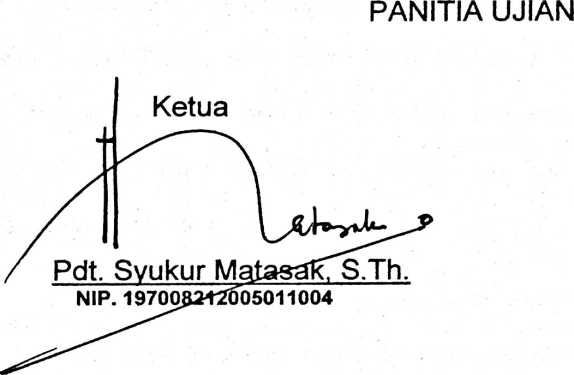 PANITIA UJIAN
Ketua
Pdt. Syukur Matasak, S.Th.
NIP. 197008212005011004